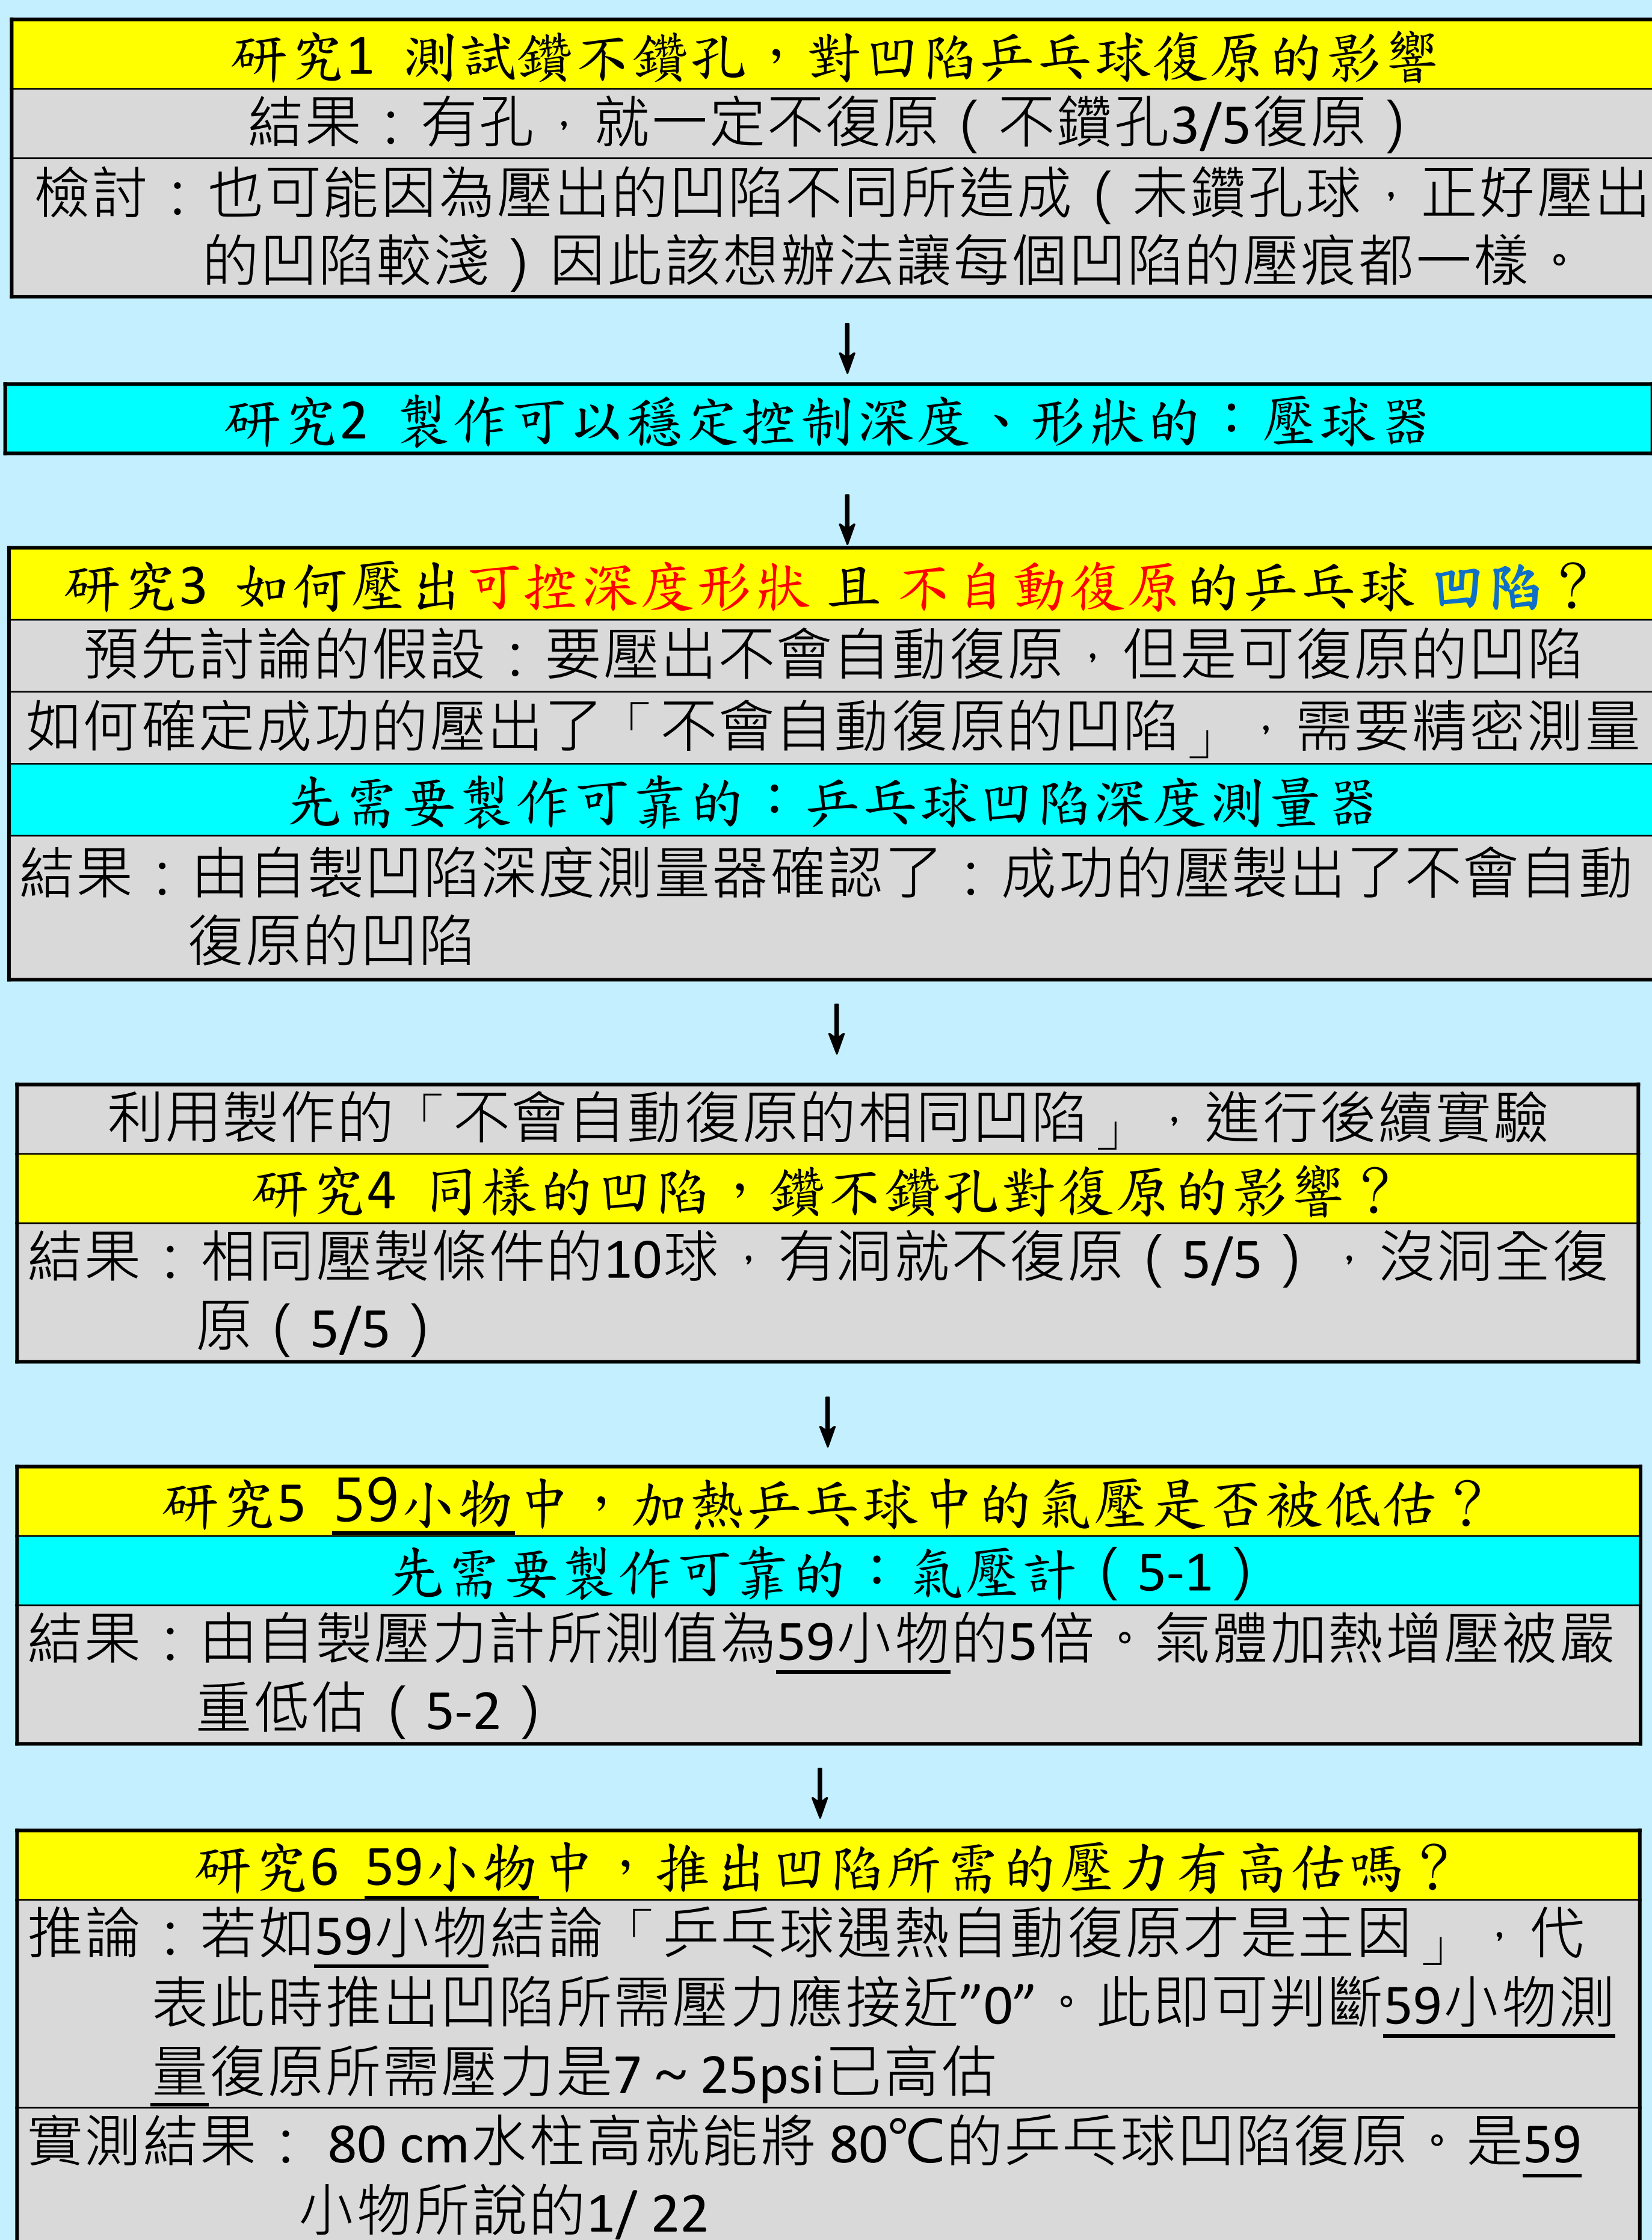 研究1 測試鑽不鑽孔，對凹陷乒乓球復原的影響
結果：有孔，就一定不復原（不鑽孔3/5復原）
檢討：也可能因為壓出的凹陷不同所造成（未鑽孔球，正好壓出
的凹陷較淺）因此該想辦法讓每個凹陷的壓痕都一樣。
↓
研究2 製作可以穩定控制深度、形狀的：壓球器
↓
研究3 如何壓出可控深度形狀 且 不自動復原的乒乓球 凹陷？
預先討論的假設：要壓出不會自動復原，但是可復原的凹陷
如何確定成功的壓出了「不會自動復原的凹陷」，需要精密測量
先需要製作可靠的：乒乓球凹陷深度測量器
結果：由自製凹陷深度測量器確認了：成功的壓製出了不會自動
復原的凹陷
↓
利用製作的「不會自動復原的相同凹陷」，進行後續實驗
研究4 同樣的凹陷，鑽不鑽孔對復原的影響？
結果：相同壓製條件的10球，有洞就不復原（5/5），沒洞全復
原（5/5）
↓
研究5 59小物中，加熱乒乓球中的氣壓是否被低估？
先需要製作可靠的：氣壓計（5-1）
結果：由自製壓力計所測值為59小物的5倍。氣體加熱增壓被嚴
重低估（5-2）
↓
研究6 59小物中，推出凹陷所需的壓力有高估嗎？
推論：若如59小物結論「乒乓球遇熱自動復原才是主因」，代
表此時推出凹陷所需壓力應接近”0”。此即可判斷59小物測
量復原所需壓力是7～25psi已高估
實測結果： 80 cm水柱高就能將 80℃的乒乓球凹陷復原。是59
小物所說的1/ 22